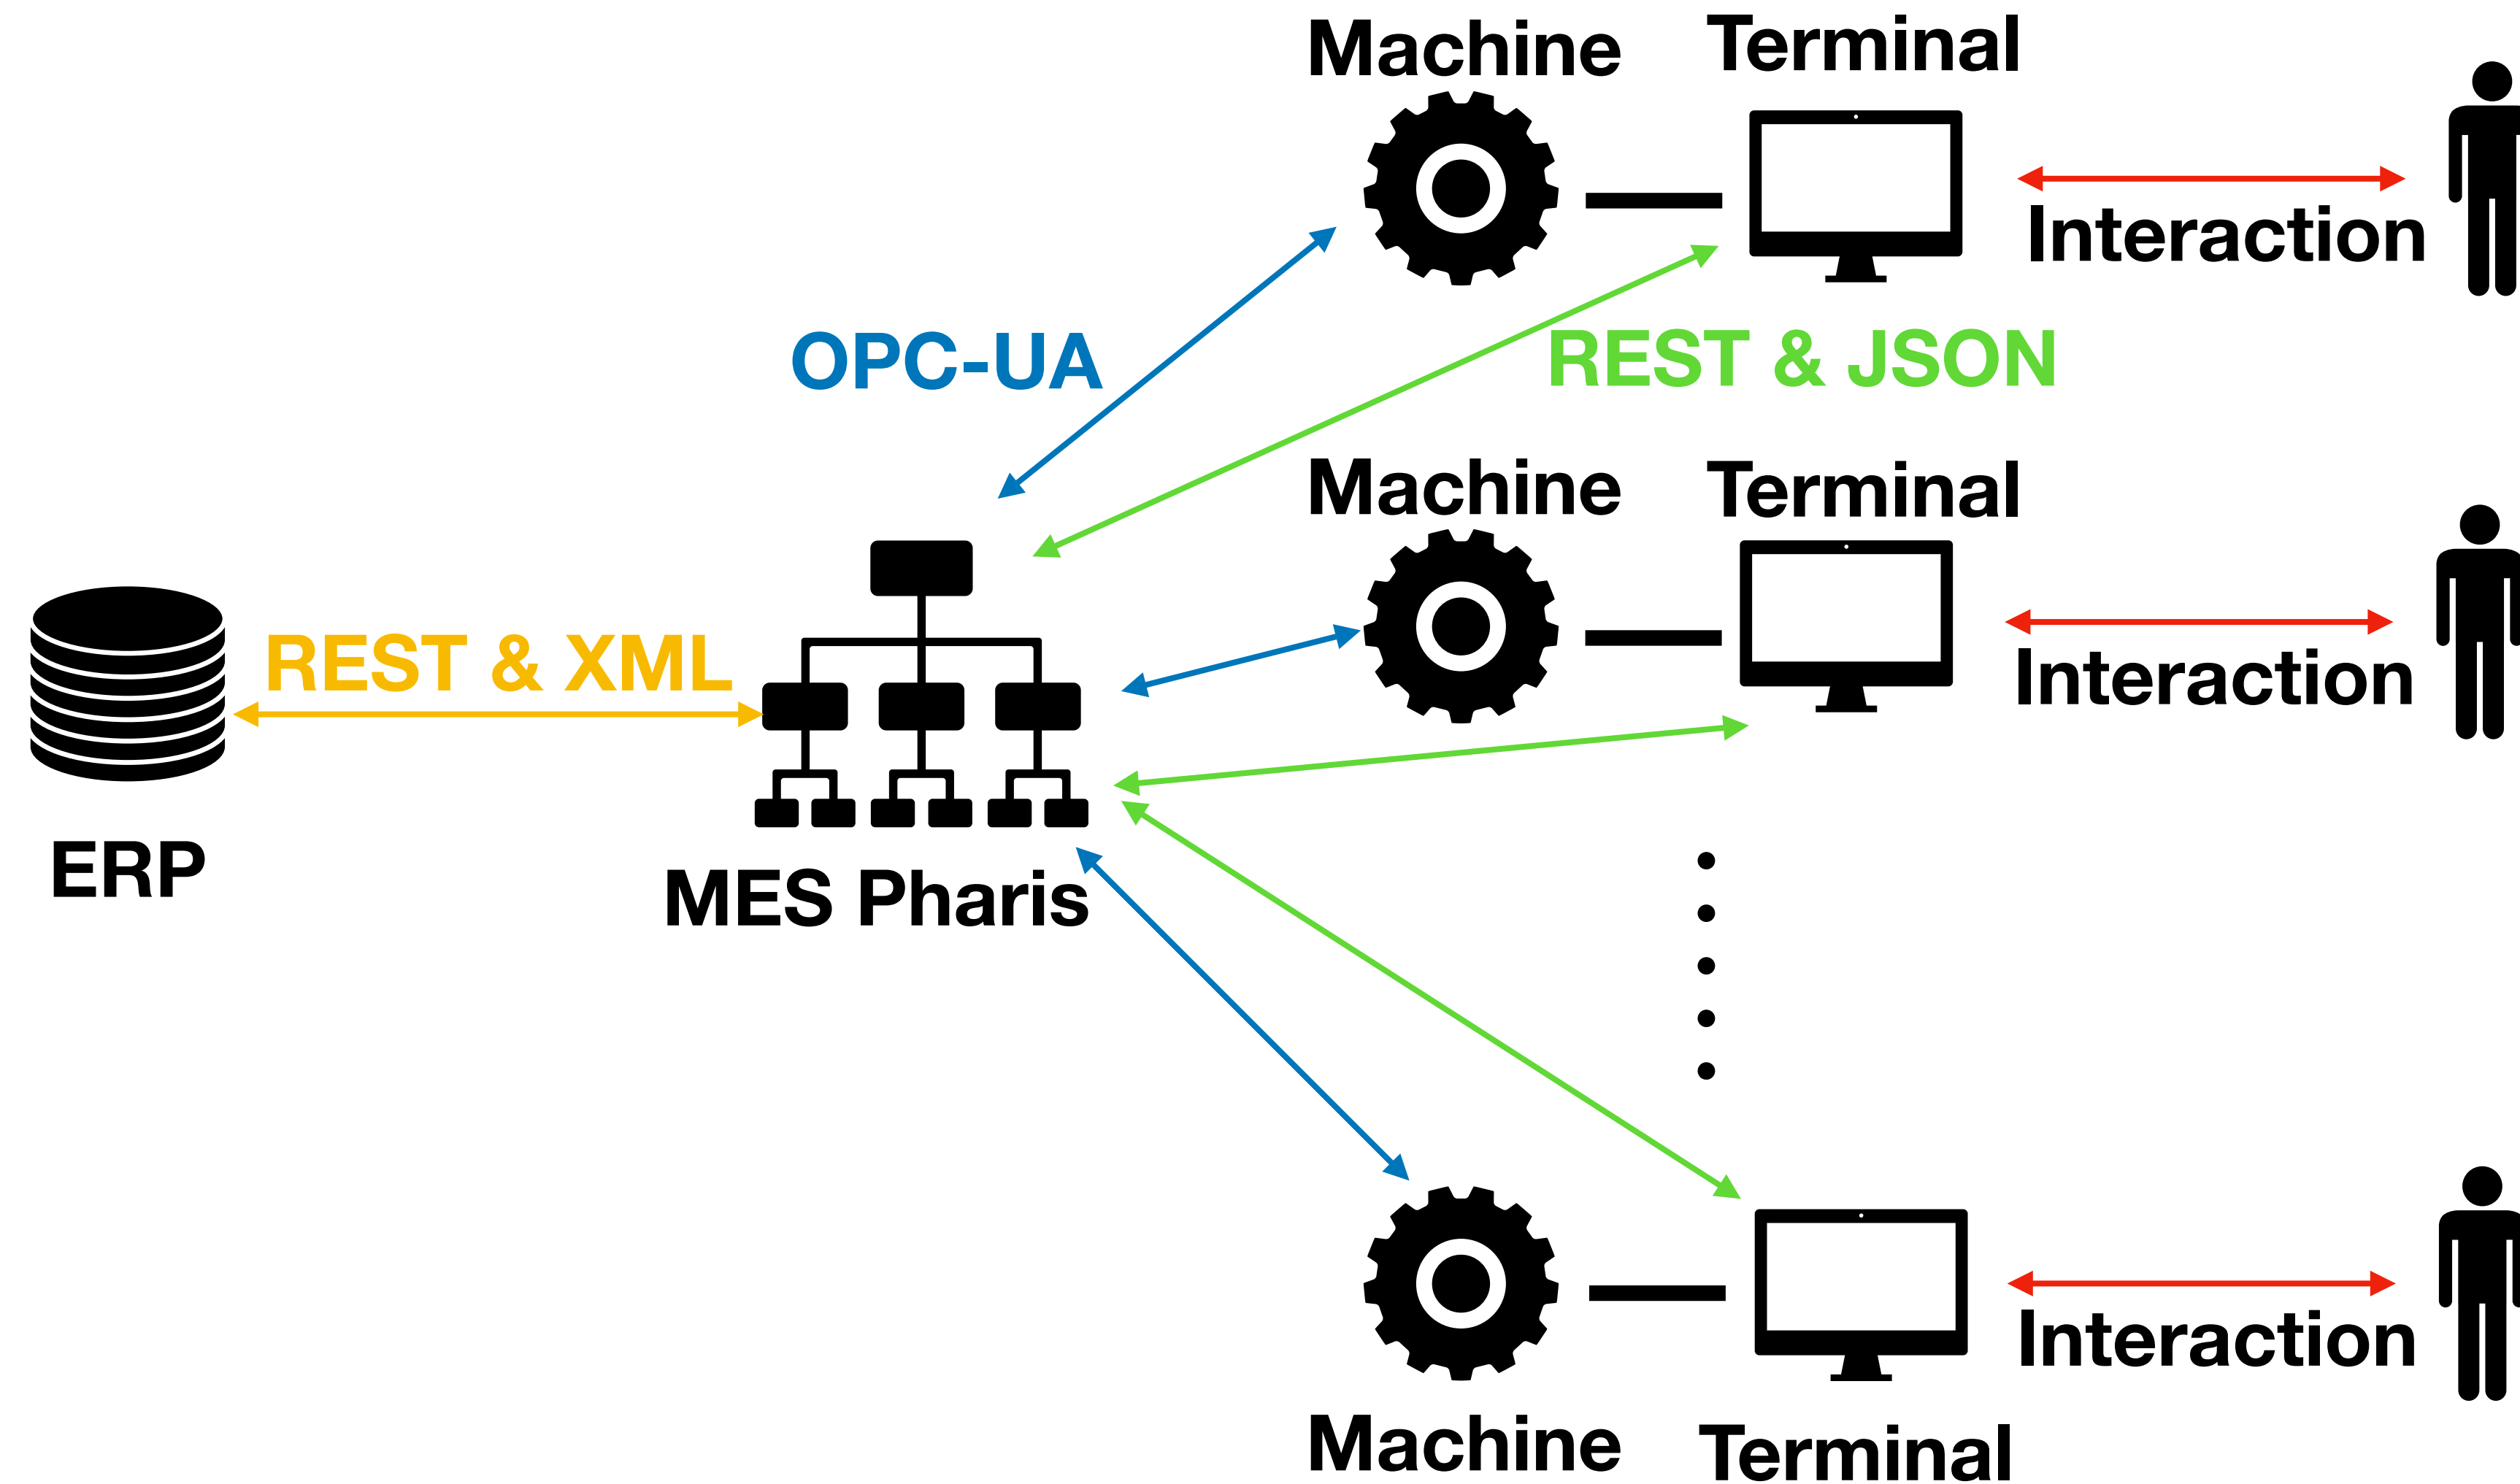 Machine
Terminal
Interaction
OPC-UA
REST & JSON
Machine
Terminal
REST & XML
Interaction
ERP
MES Pharis
Interaction
Machine
Terminal